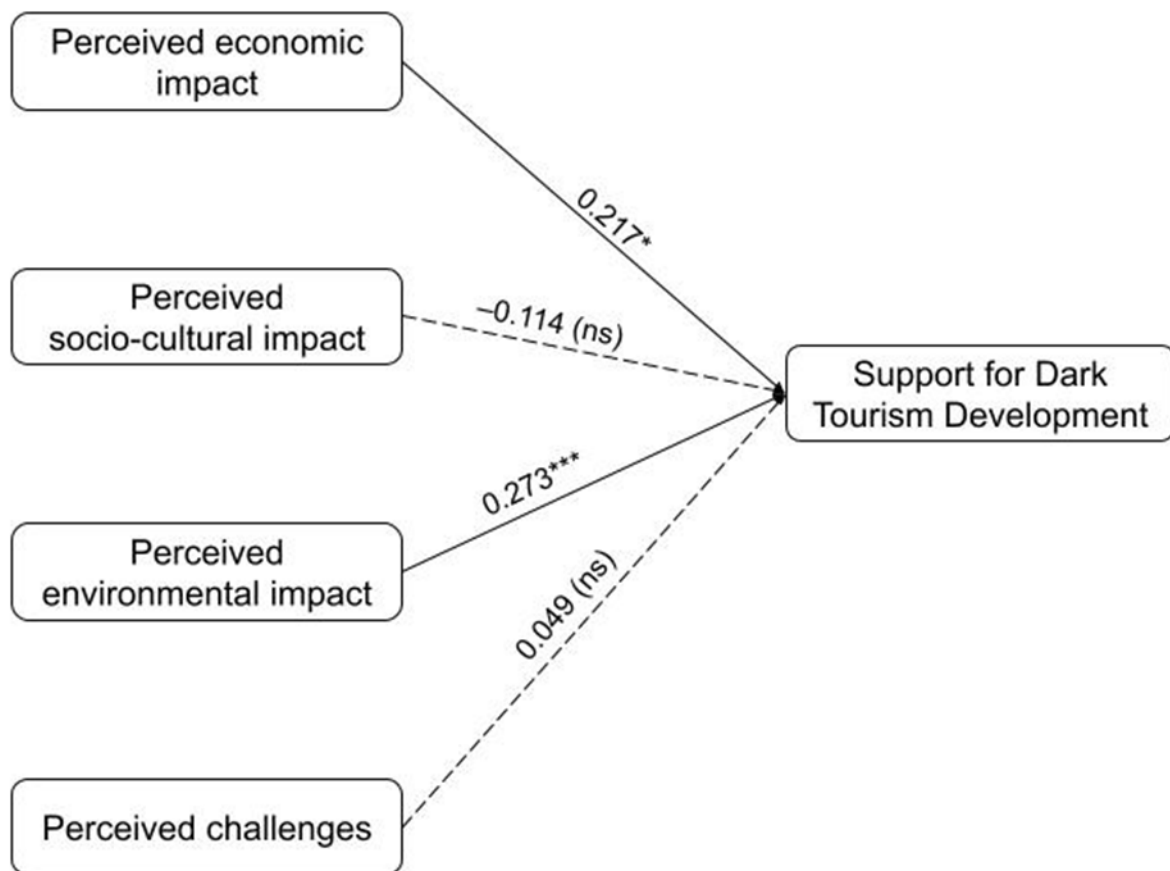 Perceived economic
impact
0.217*
Perceived
socio-cultural impact
–0.114 (ns)
Support for Dark
Tourism Development
0.273***
Perceived
environmental impact
0.049 (ns)
Perceived challenges